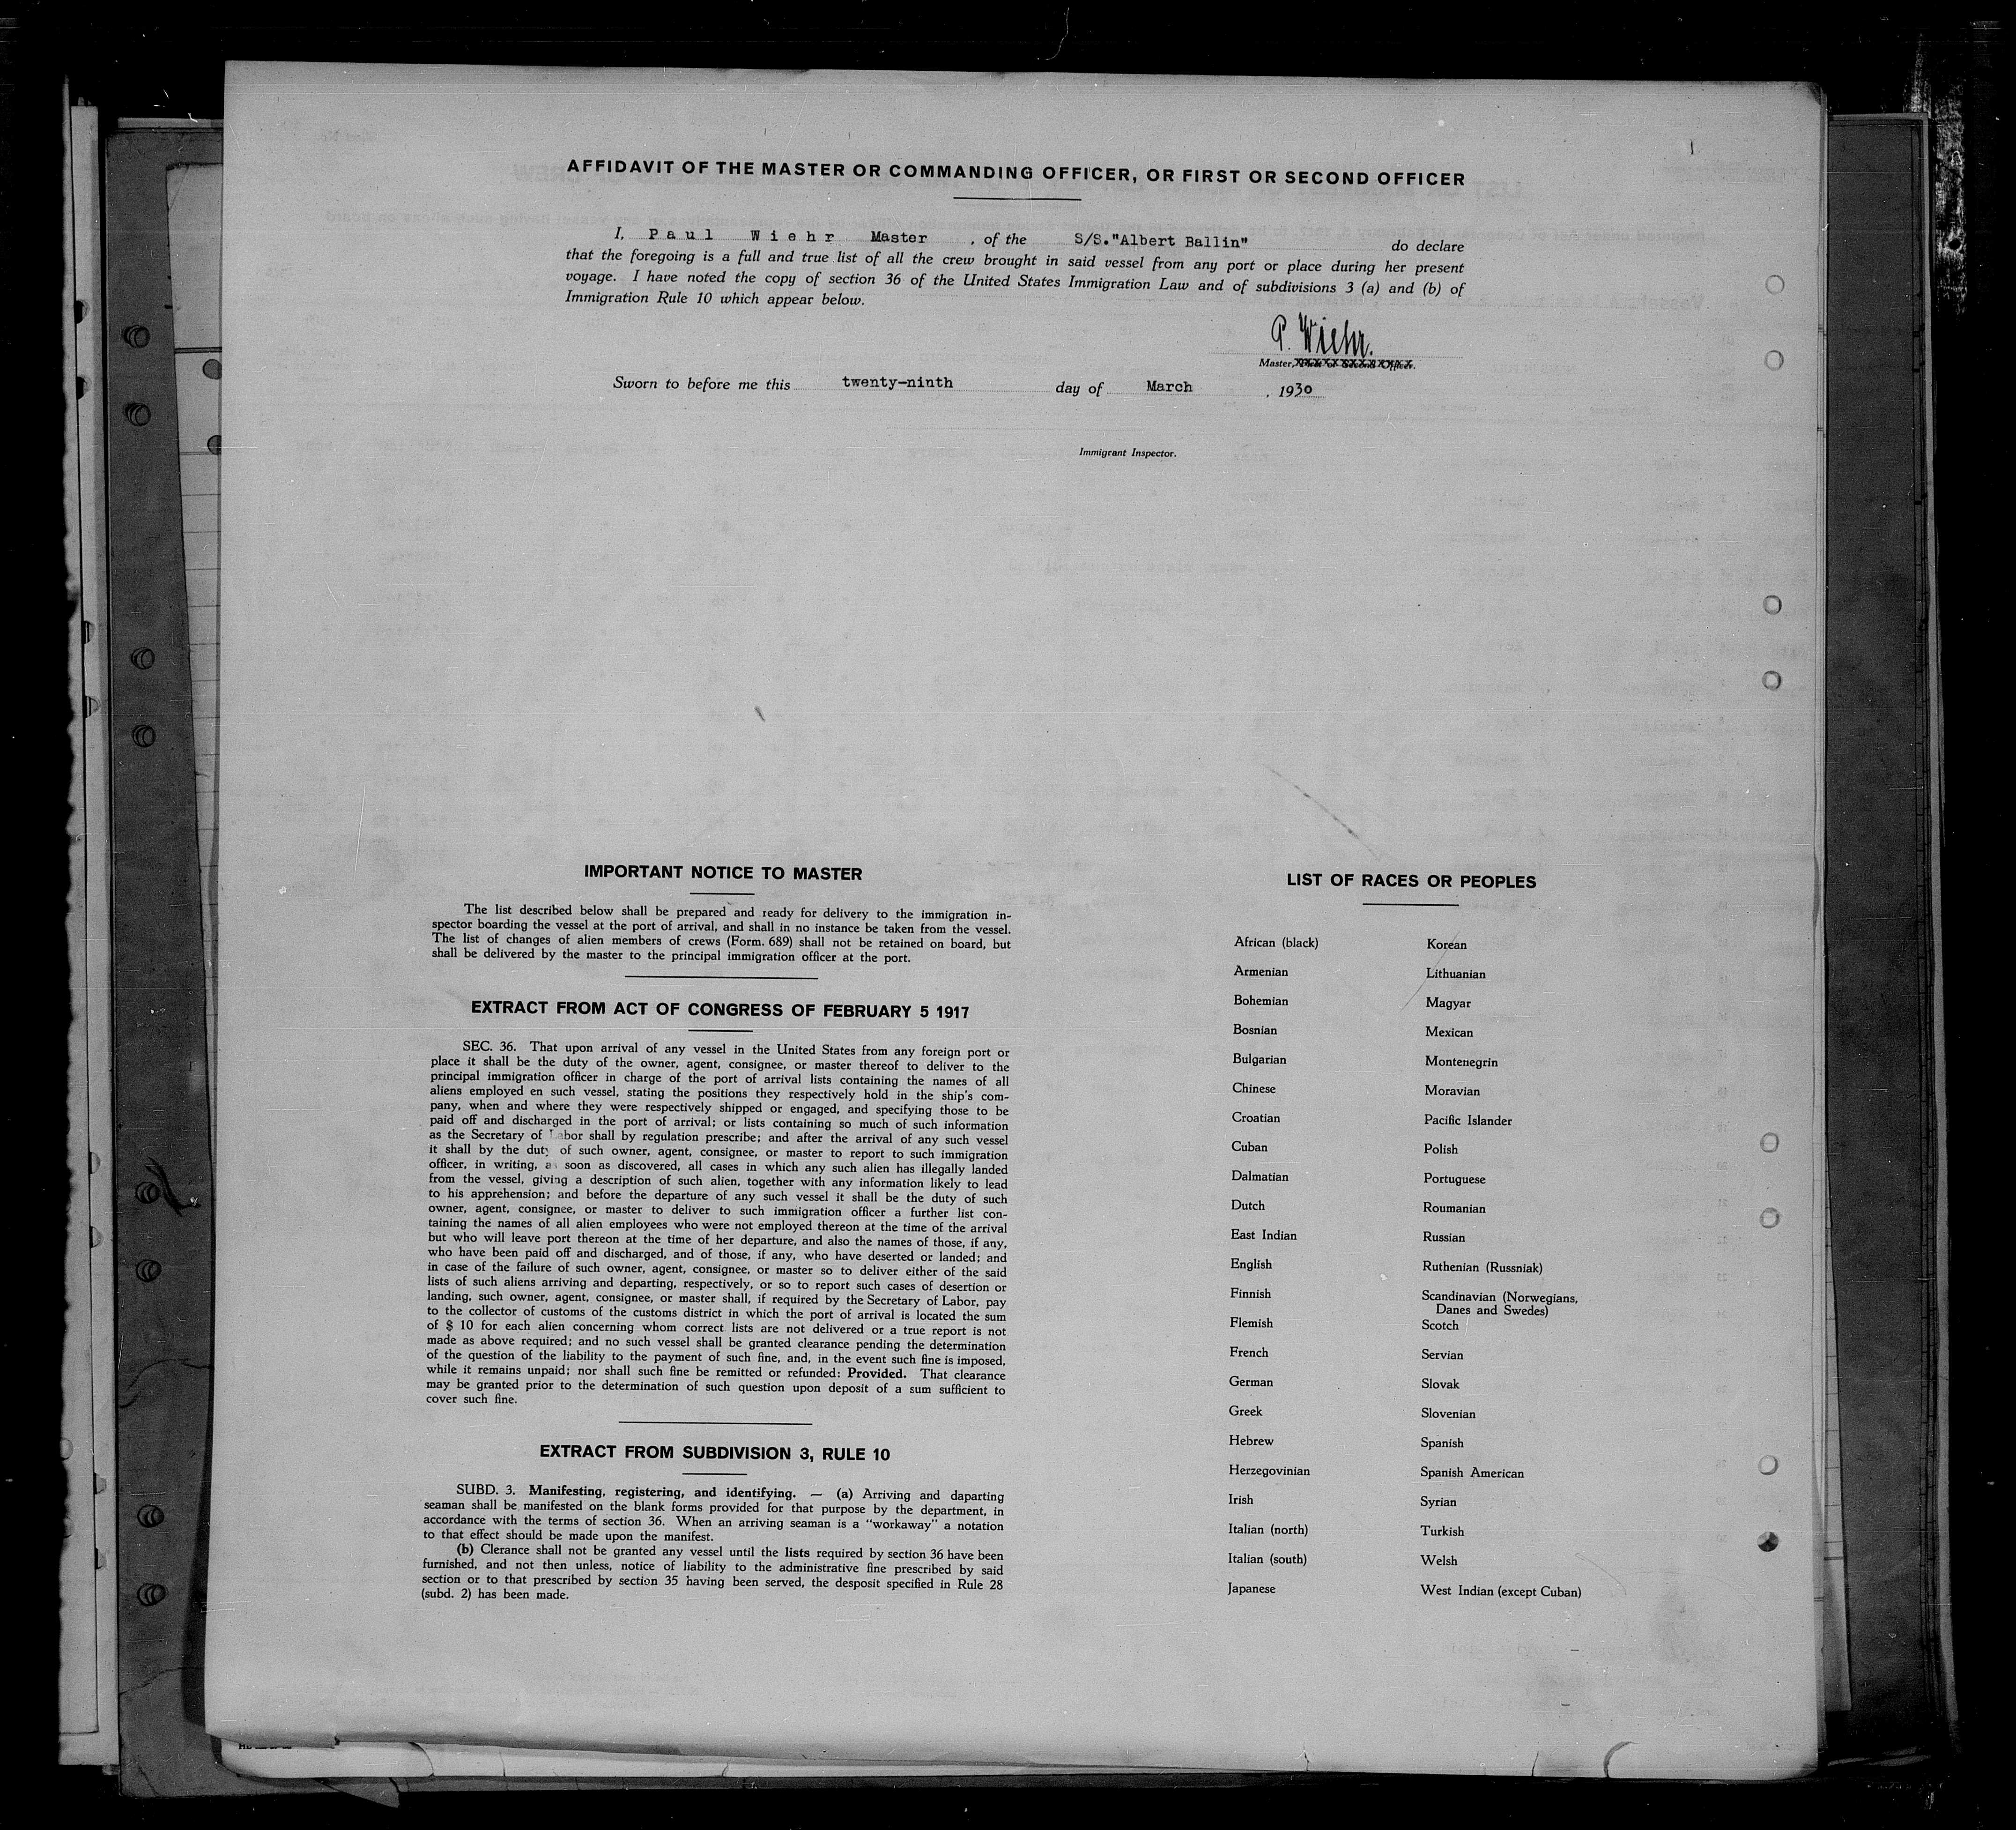 AFFIDAVIT OF THE MASTER OR COMMANDING OFFICER, OR FIRST OR SECOND OFFICER
I, Paul Wiehr Master , of the S/S."Albert Ballin" do declare
that the foregoing is a full and true list of all the crew brought in said vessel from any port or place during her present
voyage. I have noted the copy of section 36 of the United States Immigration Law and of subdivisions 3 (a) and (b) of
Immigration Rule 10 which appear below.
P. Wiehr.
Master, First or Second Officer.
Sworn to before me this twenty-ninth day of March , 1930
Immigrant Inspector.
IMPORTANT NOTICE TO MASTER
The list described below shall be prepared and ready for delivery to the immigration in-
spector boarding the vessel at the port of arrival, and shall in no instance be taken from the vessel.
The list of changes of alien members of crews (Form. 689) shall not be retained on board, but
shall be delivered by the master to the principal immigration officer at the port.
EXTRACT FROM ACT OF CONGRESS OF FEBRUARY 5 1917
SEC. 36. That upon arrival of any vessel in the United States from any foreign port or
place it shall be the duty of the owner, agent, consignee, or master thereof to deliver to the
principal immigration officer in charge of the port of arrival lists containing the names of all
aliens employed en such vessel, stating the positions they respectively hold in the ship's com-
pany, when and where they were respectively shipped or engaged, and specifying those to be
paid off and discharged in the port of arrival; or lists containing so much of such information
as the Secretary of Labor shall by regulation prescribe; and after the arrival of any such vessel
it shall by the duty of such owner, agent, consignee, or master to report to such immigration
officer, in writing, as soon as discovered, all cases in which any such alien has illegally landed
from the vessel, giving a description of such alien, together with any information likely to lead
to his apprehension; and before the departure of any such vessel it shall be the duty of such
owner, agent, consignee, or master to deliver to such immigration officer a further list con-
taining the names of all alien employees who were not employed thereon at the time of the arrival
but who will leave port thereon at the time of her departure, and also the names of those, if any,
who have been paid off and discharged, and of those, if any, who have deserted or landed; and
in case of the failure of such owner, agent, consignee, or master so to deliver either of the said
lists of such aliens arriving and departing, respectively, or so to report such cases of desertion or
landing, such owner, agent, consignee, or master shall, if required by the Secretary of Labor, pay
to the collector of customs of the customs district in which the port of arrival is located the sum
of $ 10 for each alien concerning whom correct lists are not delivered or a true report is not
made as above required; and no such vessel shall be granted clearance pending the determination
of the question of the liability to the payment of such fine, and, in the event such fine is imposed,
while it remains unpaid; nor shall such fine be remitted or refunded: Provided. That clearance
may be granted prior to the determination of such question upon deposit of a sum sufficient to
cover such fine.
EXTRACT FROM SUBDIVISION 3, RULE 10
SUBD. 3. Manifesting, registering, and identifying. — (a) Arriving and daparting
seaman shall be manifested on the blank forms provided for that purpose by the department, in
accordance with the terms of section 36. When an arriving seaman is a "workaway" a notation
to that effect should be made upon the manifest.
(b) Clerance shall not be granted any vessel until the lists required by section 36 have been
furnished, and not then unless, notice of liability to the administrative fine prescribed by said
section or to that prescribed by section 35 having been served, the desposit specified in Rule 28
(subd. 2) has been made.
LIST OF RACES OR PEOPLES
African (black)
Armenian
Bohemian
Bosnian
Bulgarian
Chinese
Croatian
Cuban
Dalmatian
Dutch
East Indian
English
Finnish
Flemish
French
German
Greek
Hebrew
Herzegovinian
Irish
Italian (north)
Italian (south)
Japanese
Korean
Lithuanian
Magyar
Mexican
Montenegrin
Moravian
Pacific Islander
Polish
Portuguese
Roumanian
Russian
Ruthenian (Russniak)
Scandinavian (Norwegians,
Danes and Swedes)
Scotch
Servian
Slovak
Slovenian
Spanish
Spanish American
Syrian
Turkish
Welsh
West Indian (except Cuban)